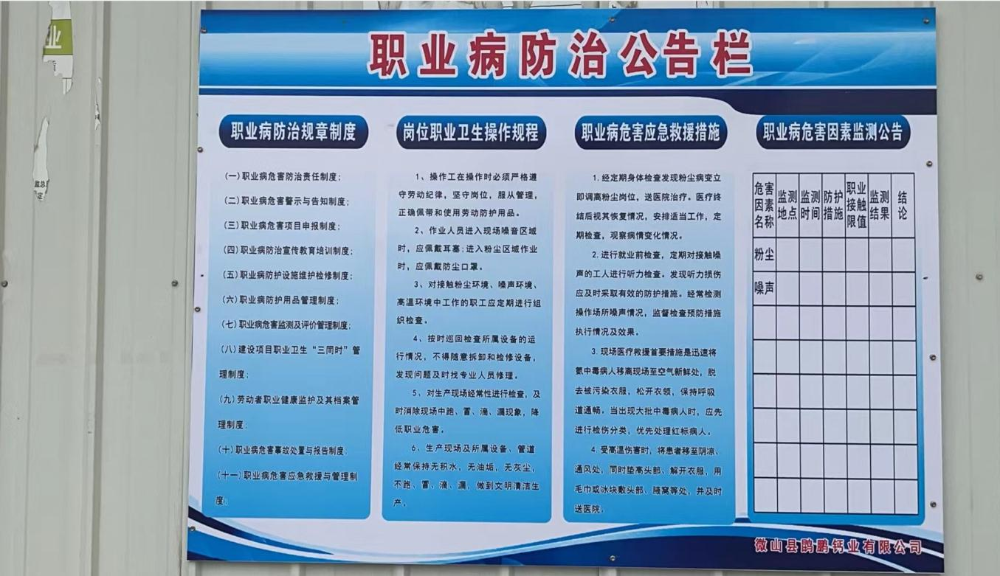 业
监总
职业病防治公告栏
职业病防治规章制度
(一)职业病危害防治责任制度;
(二)职业病危害警示与告知制度;
(三)职业病危害项目申报制度;
(四)职业病防治宣传教育培训制度;
(五)职业病防护设施维护检修制度;
(六)职业病防护用品管理制度;
(七)职业病危害监测及评价管理制度;
(八)建设项目职业卫生“三同时”管
理制度;
(九)劳动者职业健康监护及其档案管
理制度;
(十)职业病危害事故处置与报告制度;
(十一)职业病危害应急救援与管理制
度;
岗位职业卫生操作规程
1、操作工在操作时必须严格遵
守劳动纪律,坚守岗位,服从管理,
正确佩带和使用劳动防护用品。
2、作业人员进入现场噪音区域
时,应佩戴耳塞;进入粉尘区域作业
时,应佩戴防尘口罩。
3、对接触粉尘环境、噪声环境、
高温环境中工作的职工应定期进行组
织检查。
4、按时巡回检查所属设备的运
行情况,不得随意拆卸和检修设备,
发现问题及时找专业人员修理。
5、对生产现场经常性进行检查,及
时消除现场中跑、冒、滴、漏现象,降
低职业危害。
6、生产现场及所属设备、管道
经常保持无积水,无油垢,无灰尘,
不跑、冒、滴、漏,做到文明清洁生
产。
职业病危害应急救援措施
1.经定期身体检查发现粉尘病变立
即调离粉尘岗位,送医院治疗。医疗终
结后视其恢复情况,安排适当工作,定
期检查,观察病情变化情况。
2.进行就业前检查,定期对接触噪
声的工人进行听力检查。发现听力损伤
应及时采取有效的防护措施。经常检测
操作场所噪声情况,监督检查预防措施
执行情况及效果。
3.现场医疗救援首要措施是迅速将
氨中毒病人移离现场至空气新鲜处,脱
去被污染衣服,松开衣领,保持呼吸
道通畅。当出现大批中毒病人时,应先
进行检伤分类,优先处理红标病人。
4.受高温伤害时,将患者移至阴凉、
通风处,同时垫高头部、解开衣服,用
毛巾或冰块敷头部、腋窝等处,并及时
送医院。
职业病危害因素监测公告
危害因素名称 监测地点 监测时间 防护措施 职业接触限值 监测结果 结论
粉尘
噪声
微山县鹍鹏钙业有限公司